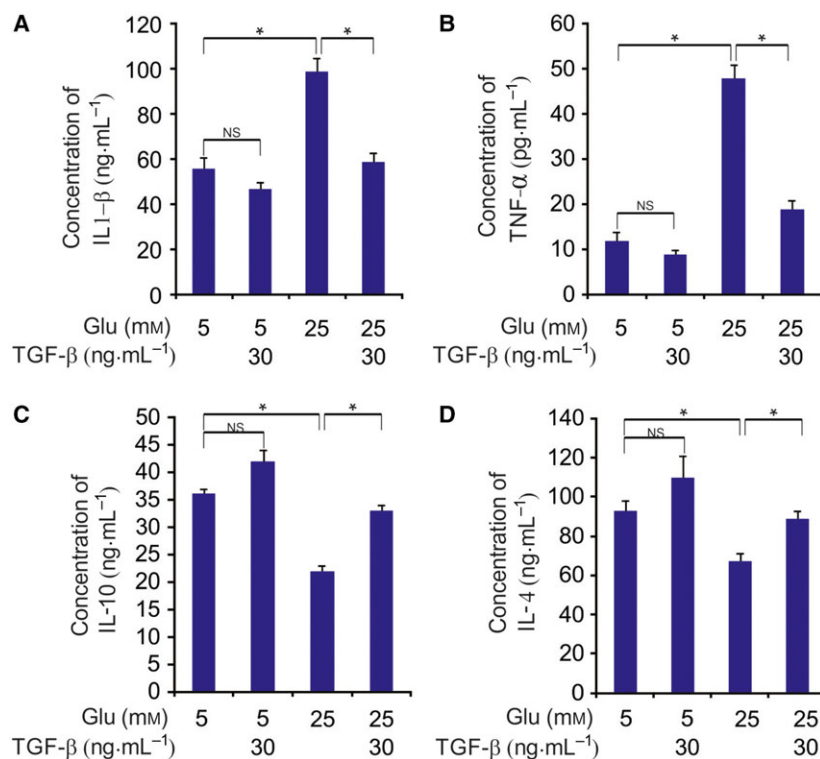 A
Concentration of
IL1-β (ng·mL⁻¹)
120
100
80
60
40
20
0
*
*
NS
Glu (mM) 5 5 25 25
TGF-β (ng·mL⁻¹) 30 30
B
Concentration of
TNF-α (pg·mL⁻¹)
60
50
40
30
20
10
0
*
*
NS
Glu (mM) 5 5 25 25
TGF-β (ng·mL⁻¹) 30 30
C
Concentration of
IL-10 (ng·mL⁻¹)
50
45
40
35
30
25
20
15
10
5
0
*
*
NS
Glu (mM) 5 5 25 25
TGF-β (ng·mL⁻¹) 30 30
D
Concentration of
IL-4 (ng·mL⁻¹)
140
120
100
80
60
40
20
0
*
*
NS
Glu (mM) 5 5 25 25
TGF-β (ng·mL⁻¹) 30 30